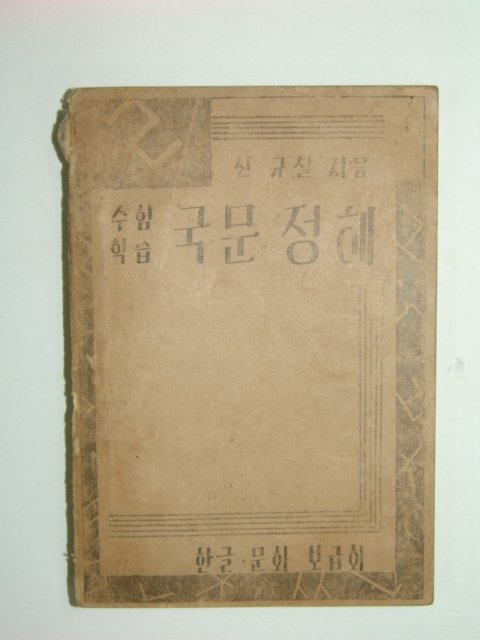 신 규 철 지음
수험
학습 국문 정해
한글·문화 보급회